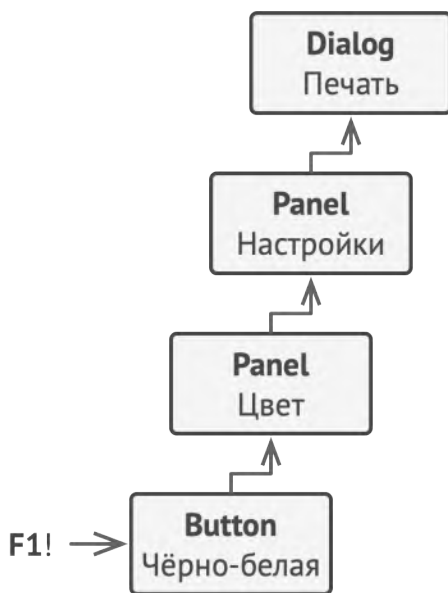 Dialog
Печать
Panel
Настройки
Panel
Цвет
F1!
Button
Чёрно-белая